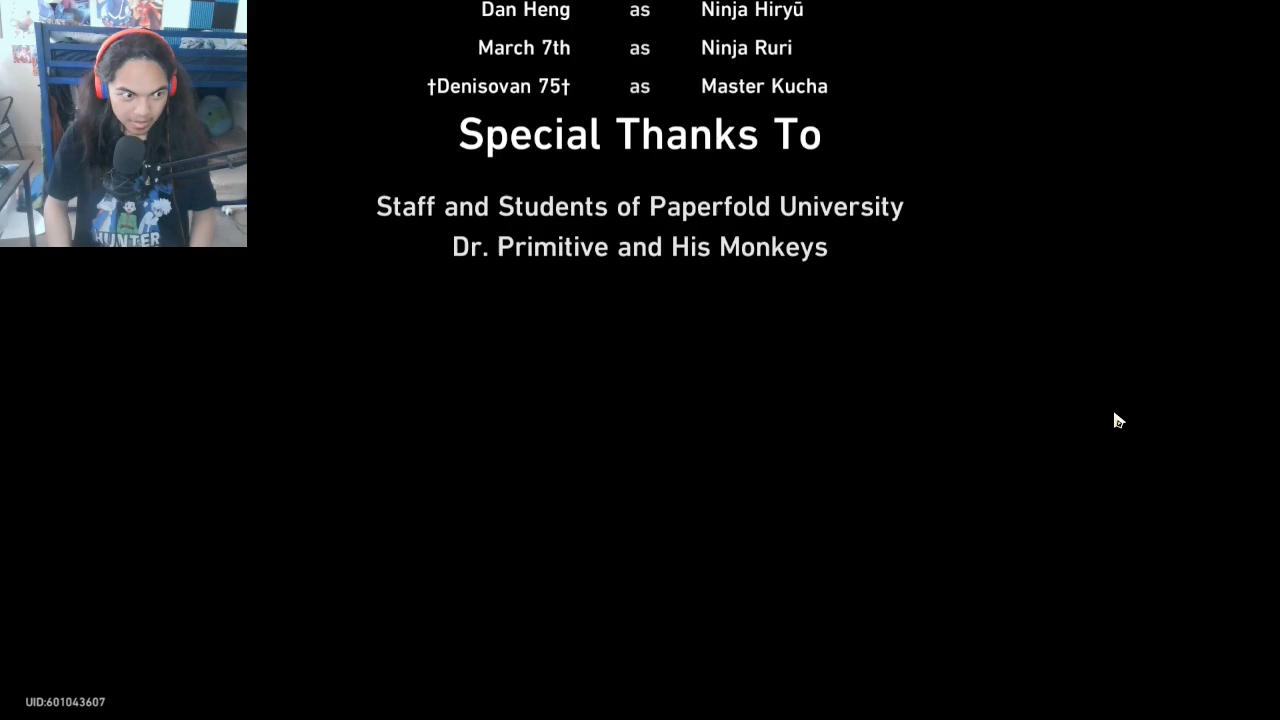 Dan Heng as Ninja Hiryū
March 7th as Ninja Ruri
†Denisovan 75† as Master Kucha
Special Thanks To
Staff and Students of Paperfold University
Dr. Primitive and His Monkeys
HUNTER
UID:601043607